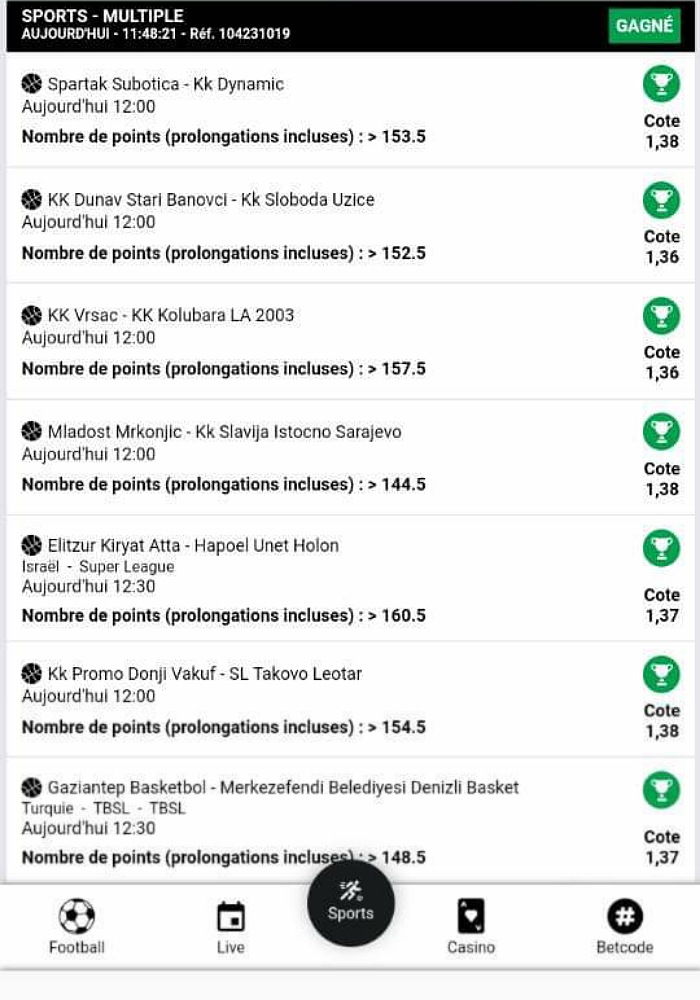 SPORTS - MULTIPLE
AUJOURD'HUI - 11:48:21 - Réf. 104231019
GAGNÉ
Spartak Subotica - Kk Dynamic
Aujourd'hui 12:00
Nombre de points (prolongations incluses) : > 153.5
Cote
1,38
KK Dunav Stari Banovci - Kk Sloboda Uzice
Aujourd'hui 12:00
Nombre de points (prolongations incluses) : > 152.5
Cote
1,36
KK Vrsac - KK Kolubara LA 2003
Aujourd'hui 12:00
Nombre de points (prolongations incluses) : > 157.5
Cote
1,36
Mladost Mrkonjic - Kk Slavija Istocno Sarajevo
Aujourd'hui 12:00
Nombre de points (prolongations incluses) : > 144.5
Cote
1,38
Elitzur Kiryat Atta - Hapoel Unet Holon
Israël - Super League
Aujourd'hui 12:30
Nombre de points (prolongations incluses) : > 160.5
Cote
1,37
Kk Promo Donji Vakuf - SL Takovo Leotar
Aujourd'hui 12:00
Nombre de points (prolongations incluses) : > 154.5
Cote
1,38
Gaziantep Basketbol - Merkezefendi Belediyesi Denizli Basket
Turquie - TBSL - TBSL
Aujourd'hui 12:30
Nombre de points (prolongations incluses) : > 148.5
Cote
1,37
Football
Live
Sports
Casino
Betcode